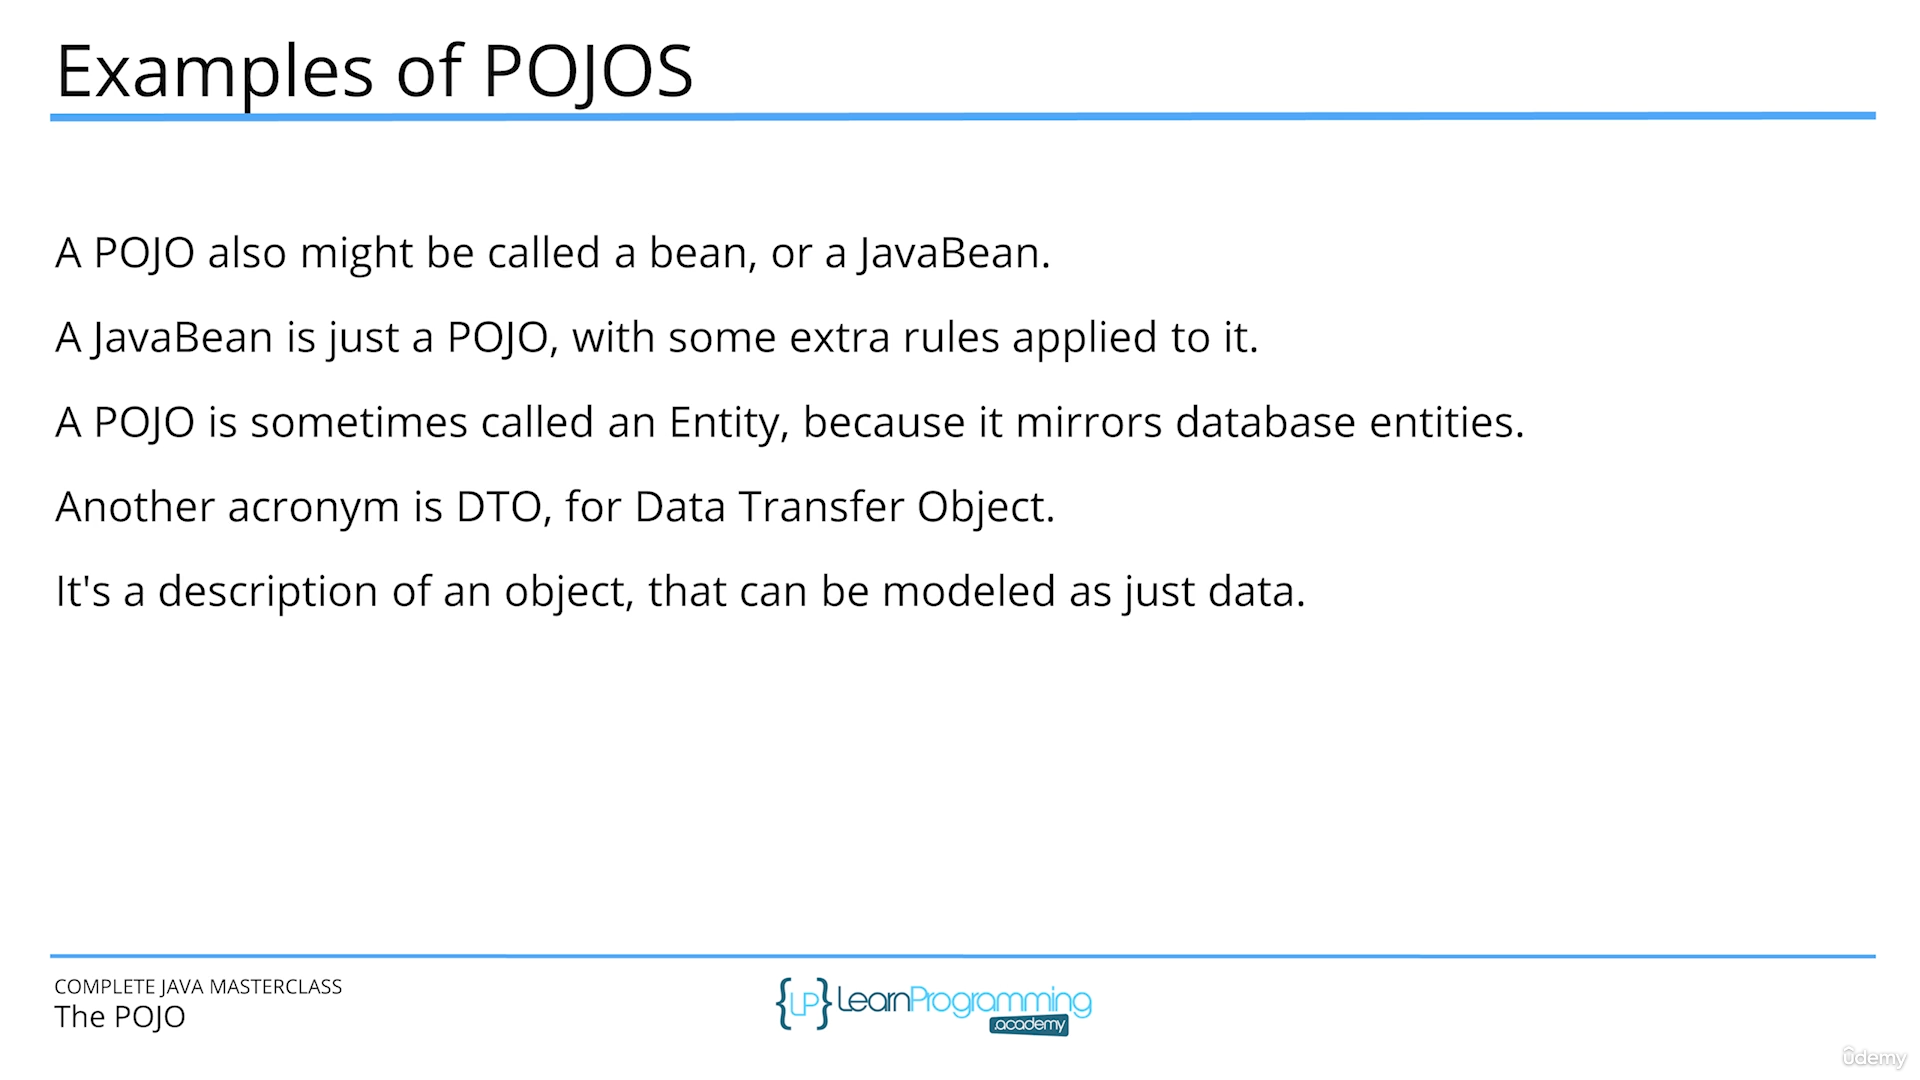 Examples of POJOS
A POJO also might be called a bean, or a JavaBean.
A JavaBean is just a POJO, with some extra rules applied to it.
A POJO is sometimes called an Entity, because it mirrors database entities.
Another acronym is DTO, for Data Transfer Object.
It's a description of an object, that can be modeled as just data.
COMPLETE JAVA MASTERCLASS
The POJO
{LP} LearnProgramming
.academy
ûdemy